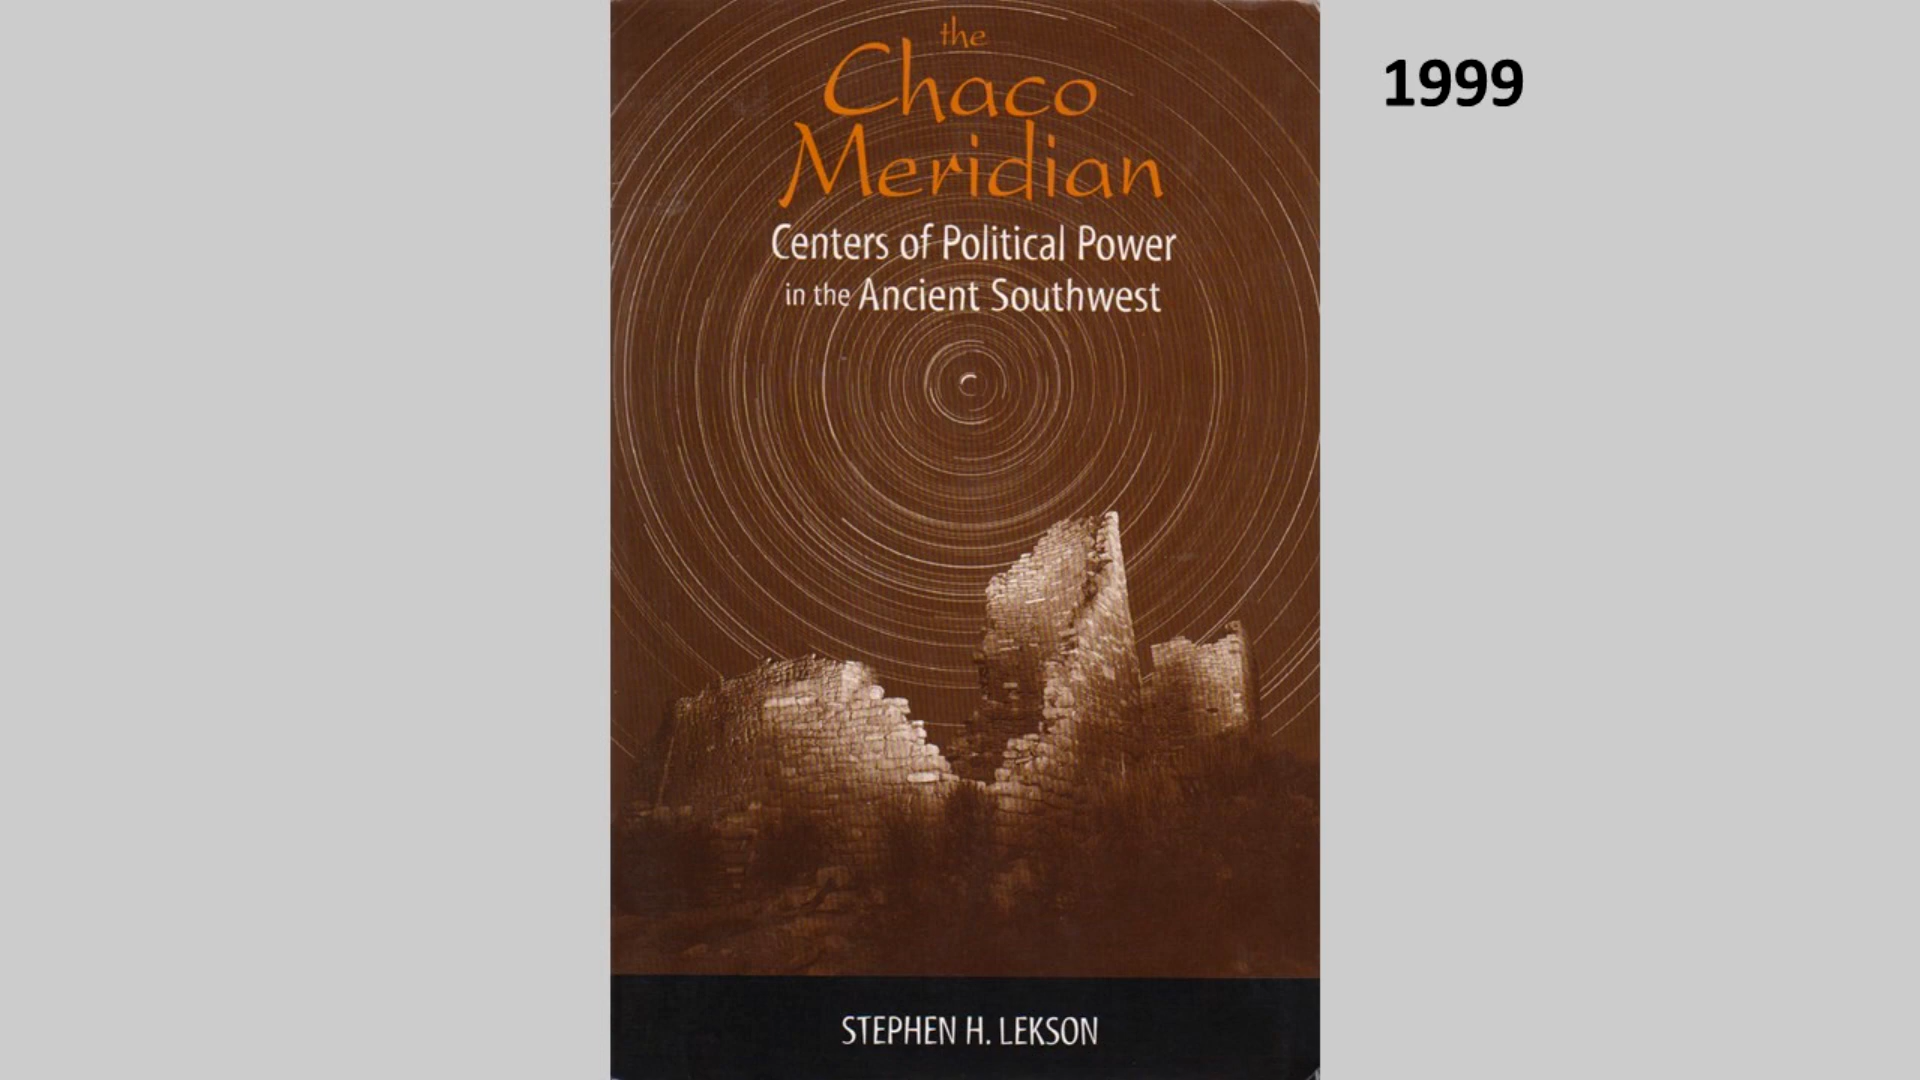 the
Chaco
Meridian
Centers of Political Power
in the Ancient Southwest
STEPHEN H. LEKSON
1999